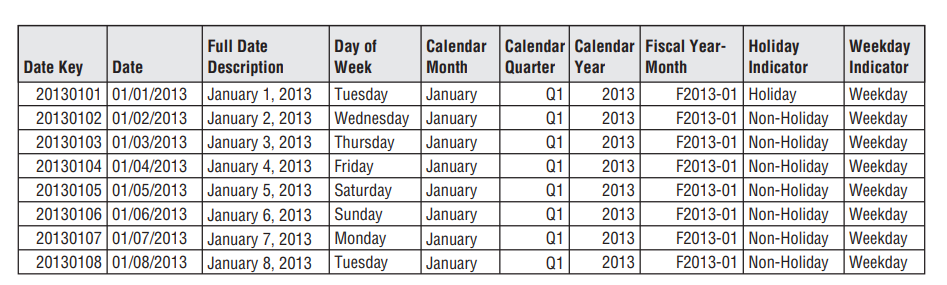 Date Key Date Full Date Description Day of Week Calendar Month Calendar Quarter Calendar Year Fiscal Year-Month Holiday Indicator Weekday Indicator
20130101 01/01/2013 January 1, 2013 Tuesday January Q1 2013 F2013-01 Holiday Weekday
20130102 01/02/2013 January 2, 2013 Wednesday January Q1 2013 F2013-01 Non-Holiday Weekday
20130103 01/03/2013 January 3, 2013 Thursday January Q1 2013 F2013-01 Non-Holiday Weekday
20130104 01/04/2013 January 4, 2013 Friday January Q1 2013 F2013-01 Non-Holiday Weekday
20130105 01/05/2013 January 5, 2013 Saturday January Q1 2013 F2013-01 Non-Holiday Weekday
20130106 01/06/2013 January 6, 2013 Sunday January Q1 2013 F2013-01 Non-Holiday Weekday
20130107 01/07/2013 January 7, 2013 Monday January Q1 2013 F2013-01 Non-Holiday Weekday
20130108 01/08/2013 January 8, 2013 Tuesday January Q1 2013 F2013-01 Non-Holiday Weekday